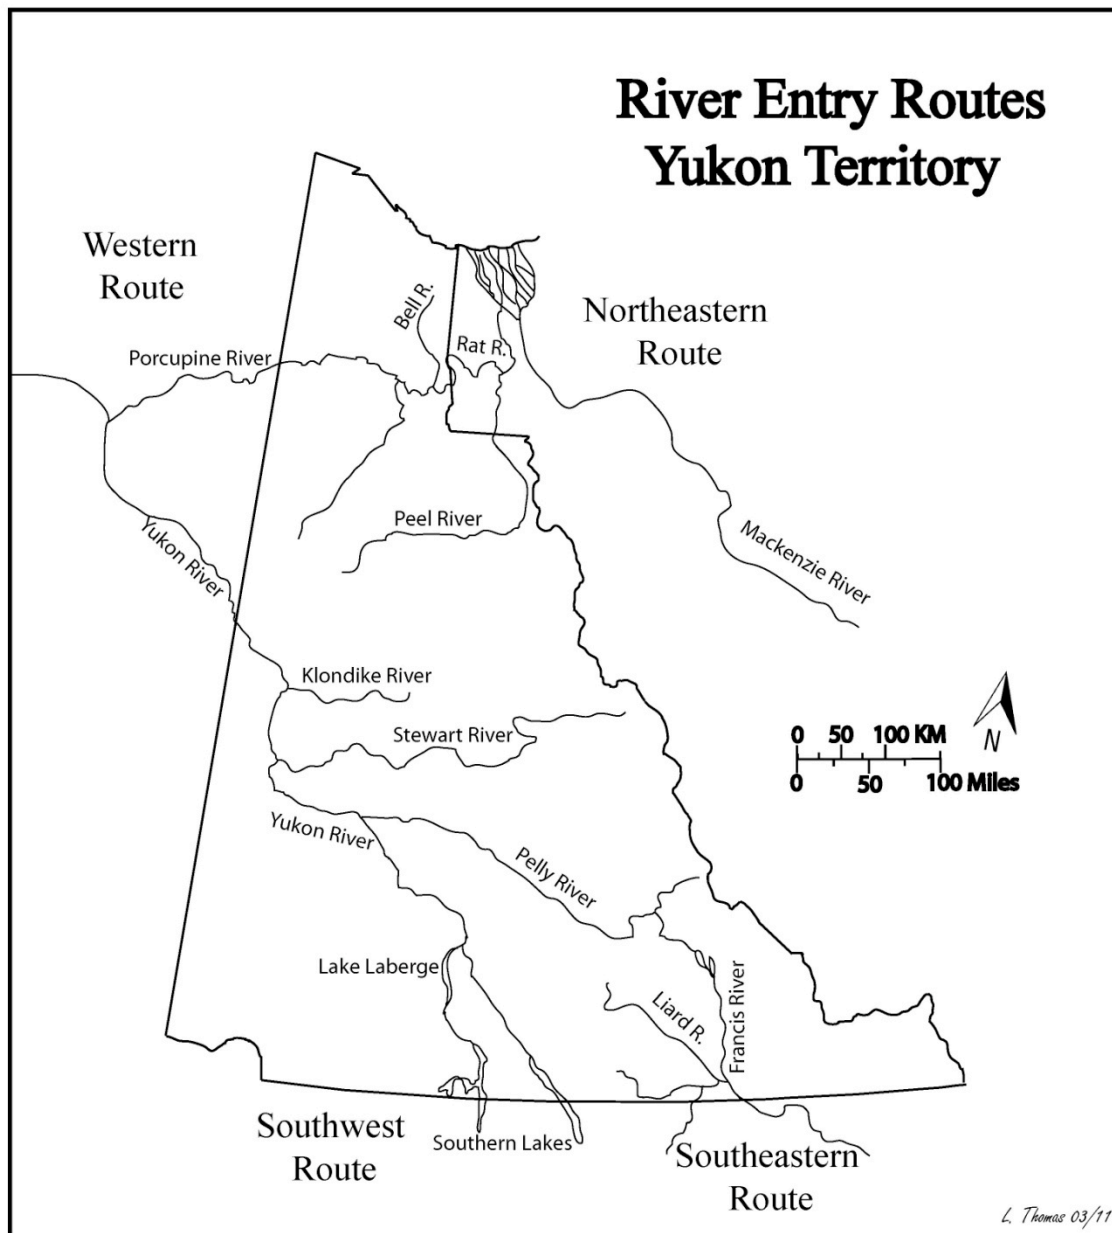 River Entry Routes
Yukon Territory
Western
Route
Bell R.
Northeastern
Route
Rat R.
Porcupine River
Peel River
Yukon River
Mackenzie River
Klondike River
Stewart River
0 50 100 KM
N
0 50 100 Miles
Yukon River
Pelly River
Lake Laberge
Liard R.
Francis River
Southwest
Route
Southern Lakes
Southeastern
Route
L. Thomas 03/11